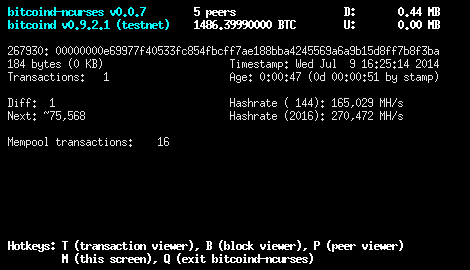 bitcoind-ncurses v0.0.7 5 peers D: 0.44 MB
bitcoind v0.9.2.1 (testnet) 1486.39990000 BTC U: 0.00 MB
267930: 00000000e69977f40533fc854fbcff7ae188bba4245569a6a9b15d8ff7b8f3ba
184 bytes (0 KB) Timestamp: Wed Jul 9 16:25:14 2014
Transactions: 1 Age: 0:00:47 (0d 00:00:51 by stamp)
Diff: 1 Hashrate ( 144): 165,029 MH/s
Next: ~75,568 Hashrate (2016): 270,472 MH/s
Mempool transactions: 16
Hotkeys: T (transaction viewer), B (block viewer), P (peer viewer)
M (this screen), Q (exit bitcoind-ncurses)